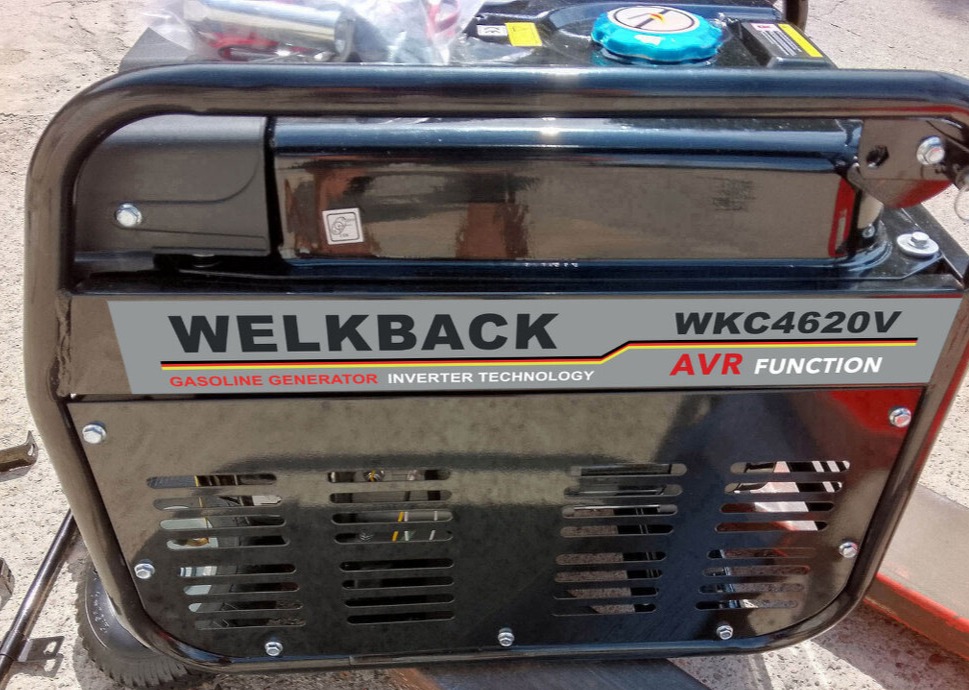 WELKBACK
WKC4620V
GASOLINE GENERATOR INVERTER TECHNOLOGY
AVR FUNCTION